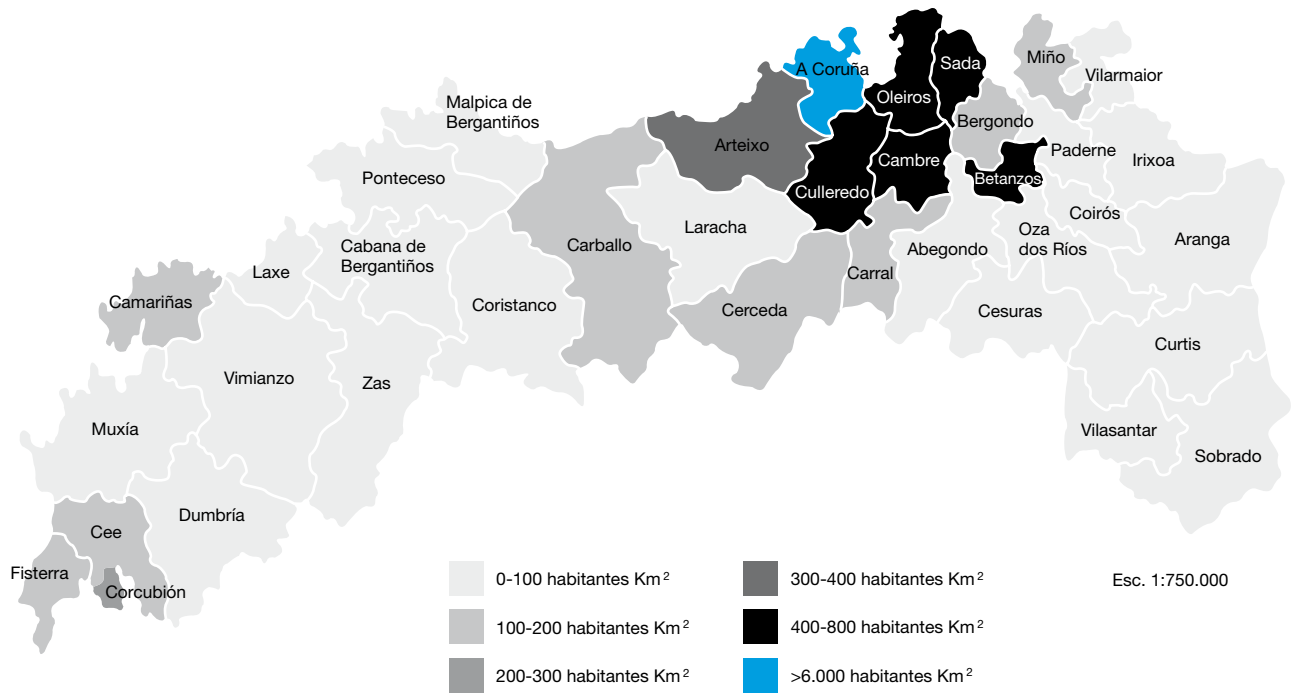 A Coruña
Sada
Miño
Vilarmaior
Oleiros
Malpica de
Bergantiños
Bergondo
Arteixo
Paderne
Irixoa
Cambre
Ponteceso
Betanzos
Culleredo
Coirós
Laracha
Oza
dos Ríos
Aranga
Cabana de
Bergantiños
Carballo
Abegondo
Laxe
Carral
Camariñas
Coristanco
Cerceda
Cesuras
Curtis
Vimianzo
Zas
Muxía
Vilasantar
Sobrado
Dumbría
Cee
Fisterra
Corcubión
0-100 habitantes Km²
100-200 habitantes Km²
200-300 habitantes Km²
300-400 habitantes Km²
400-800 habitantes Km²
>6.000 habitantes Km²
Esc. 1:750.000